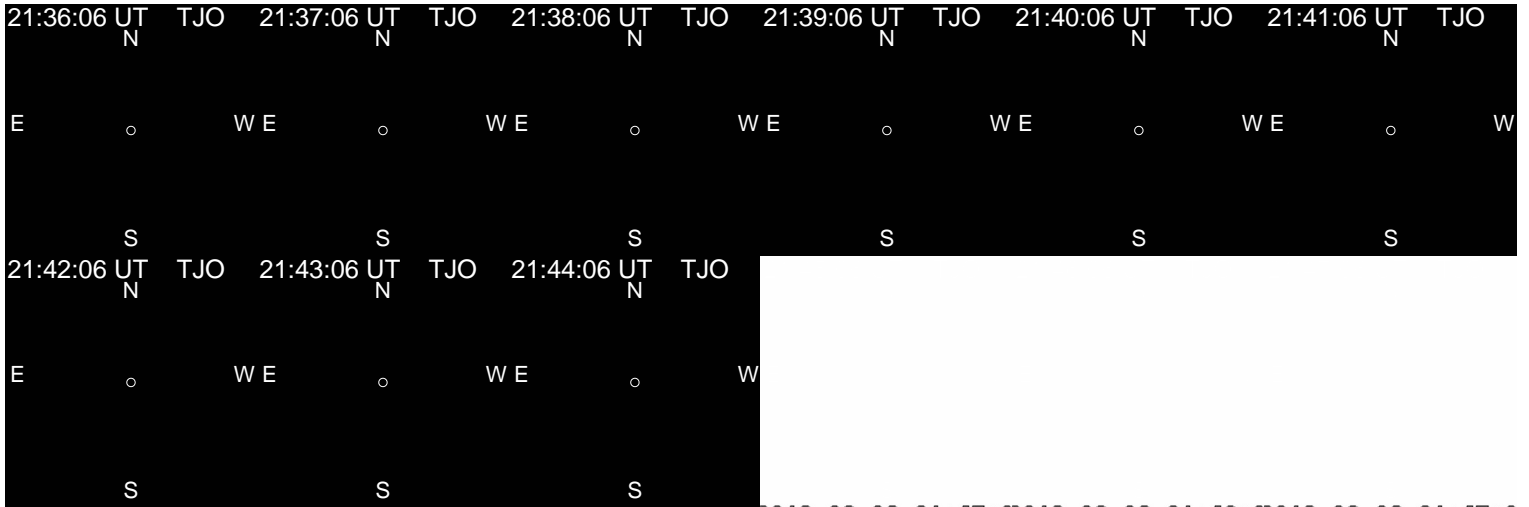 21:36:06 UT TJO 21:37:06 UT TJO 21:38:06 UT TJO 21:39:06 UT TJO 21:40:06 UT TJO 21:41:06 UT TJO
N N N N N N
E W E W E W E W E W E W
S S S S S S
21:42:06 UT TJO 21:43:06 UT TJO 21:44:06 UT TJO
N N N
E W E W E W
S S S